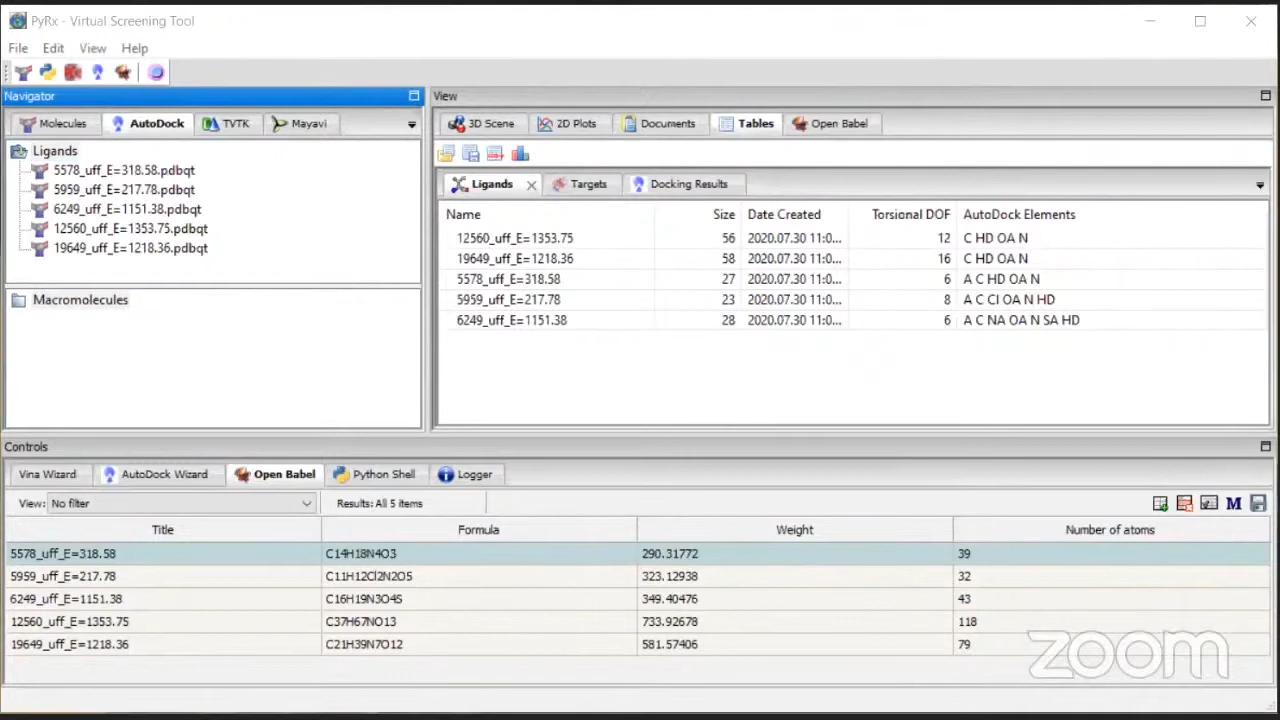 PyRx - Virtual Screening Tool
File Edit View Help
Navigator
Molecules AutoDock TVTK Mayavi
Ligands
5578_uff_E=318.58.pdbqt
5959_uff_E=217.78.pdbqt
6249_uff_E=1151.38.pdbqt
12560_uff_E=1353.75.pdbqt
19649_uff_E=1218.36.pdbqt
Macromolecules
View
3D Scene 2D Plots Documents Tables Open Babel
Ligands Targets Docking Results
Name Size Date Created Torsional DOF AutoDock Elements
12560_uff_E=1353.75 56 2020.07.30 11:0... 12 C HD OA N
19649_uff_E=1218.36 58 2020.07.30 11:0... 16 C HD OA N
5578_uff_E=318.58 27 2020.07.30 11:0... 6 A C HD OA N
5959_uff_E=217.78 23 2020.07.30 11:0... 8 A C Cl OA N HD
6249_uff_E=1151.38 28 2020.07.30 11:0... 6 A C NA OA N SA HD
Controls
Vina Wizard AutoDock Wizard Open Babel Python Shell Logger
View: No filter Results: All 5 items
M
Title Formula Weight Number of atoms
5578_uff_E=318.58 C14H18N4O3 290.31772 39
5959_uff_E=217.78 C11H12Cl2N2O5 323.12938 32
6249_uff_E=1151.38 C16H19N3O4S 349.40476 43
12560_uff_E=1353.75 C37H67NO13 733.92678 118
19649_uff_E=1218.36 C21H39N7O12 581.57406 79
zoom